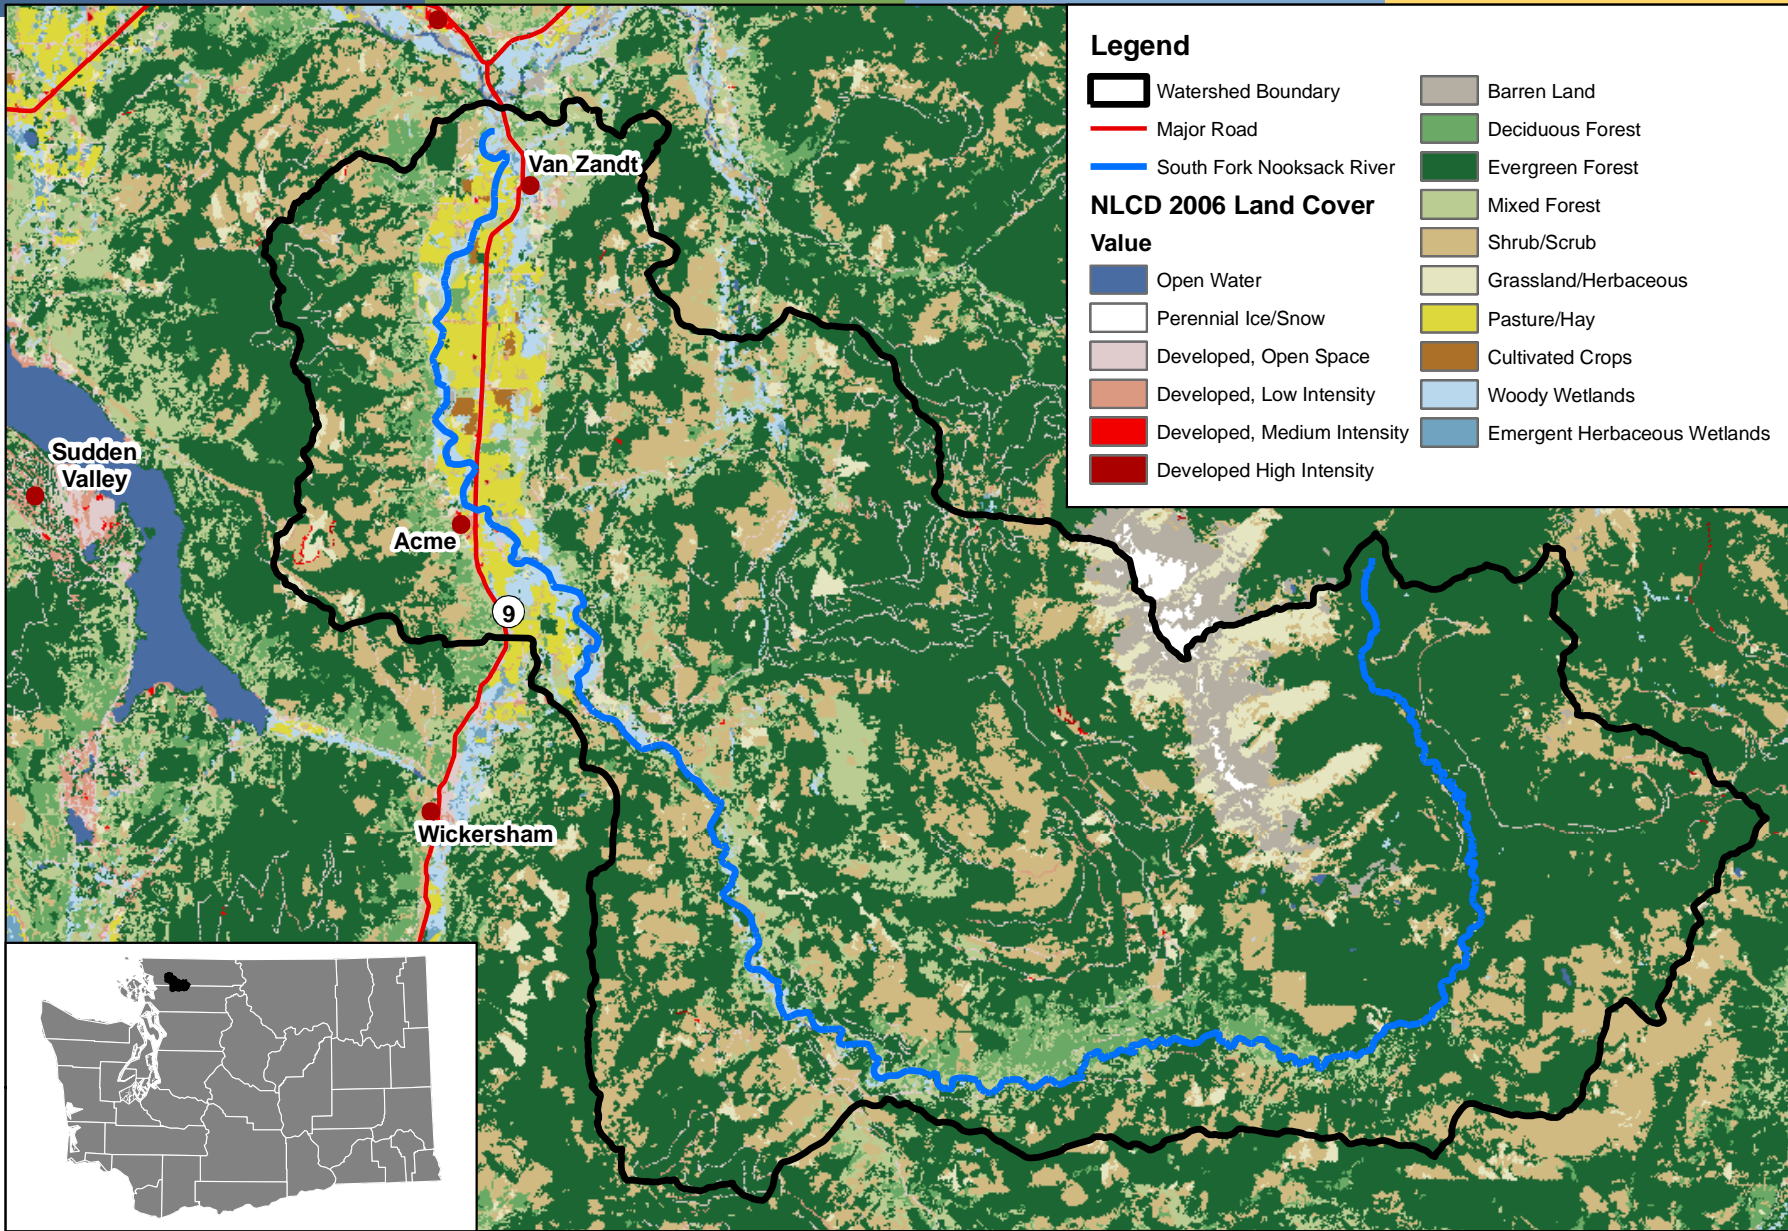 Legend
Watershed Boundary
Major Road
South Fork Nooksack River
NLCD 2006 Land Cover
Value
Open Water
Perennial Ice/Snow
Developed, Open Space
Developed, Low Intensity
Developed, Medium Intensity
Developed High Intensity
Barren Land
Deciduous Forest
Evergreen Forest
Mixed Forest
Shrub/Scrub
Grassland/Herbaceous
Pasture/Hay
Cultivated Crops
Woody Wetlands
Emergent Herbaceous Wetlands
Van Zandt
Sudden
Valley
Acme
9
Wickersham